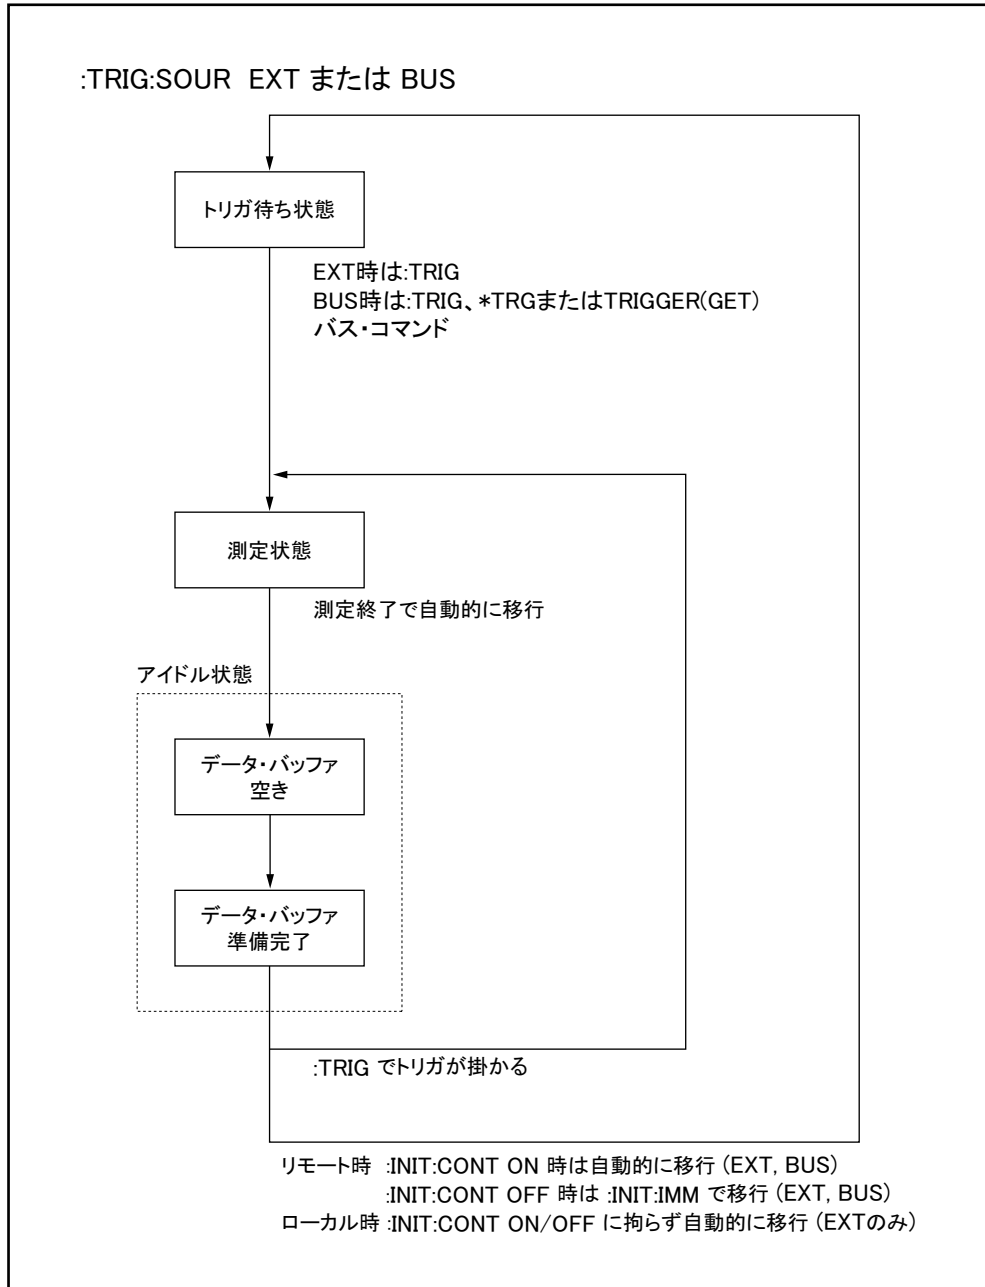 :TRIG:SOUR EXT または BUS
トリガ待ち状態
EXT時は:TRIG
BUS時は:TRIG、*TRGまたはTRIGGER(GET)
バス・コマンド
測定状態
測定終了で自動的に移行
アイドル状態
データ・バッファ
空き
データ・バッファ
準備完了
:TRIG でトリガが掛かる
リモート時 :INIT:CONT ON 時は自動的に移行 (EXT, BUS)
:INIT:CONT OFF 時は :INIT:IMM で移行 (EXT, BUS)
ローカル時 :INIT:CONT ON/OFF に拘らず自動的に移行 (EXTのみ)